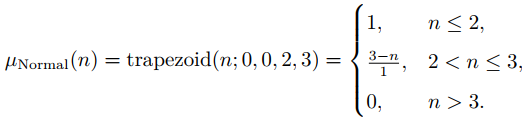 μ_Normal(n) = trapezoid(n; 0, 0, 2, 3) = { 1, n ≤ 2,
(3−n)/1, 2 < n ≤ 3,
0, n > 3.